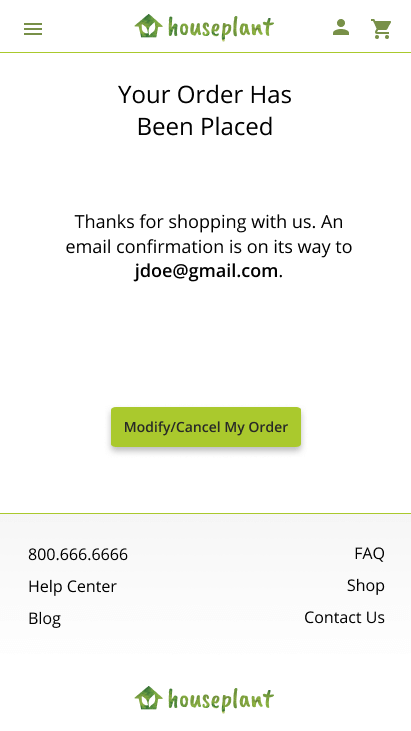 houseplant
Your Order Has
Been Placed
Thanks for shopping with us. An
email confirmation is on its way to
jdoe@gmail.com.
Modify/Cancel My Order
800.666.6666
FAQ
Help Center
Shop
Blog
Contact Us
houseplant